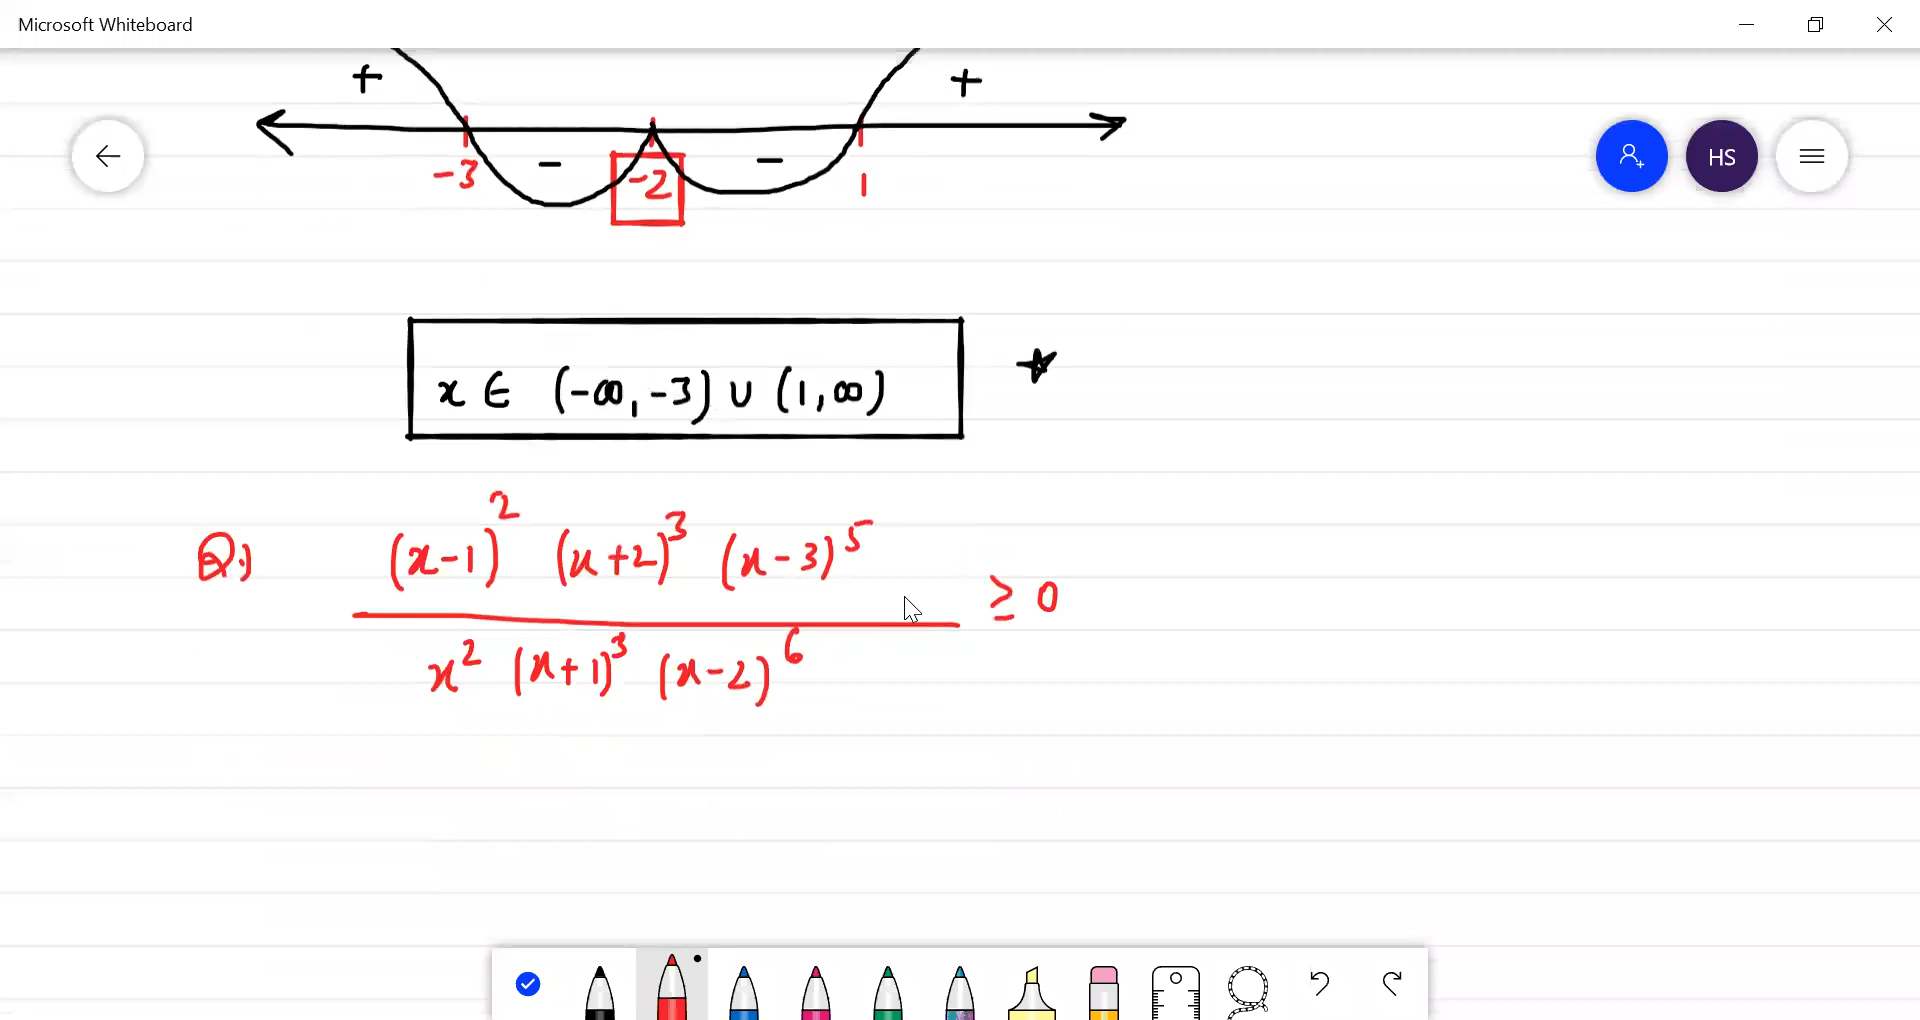 Microsoft Whiteboard
+ +
- -
-3 -2 1
HS
x ∈ (-∞, -3) ∪ (1, ∞)
Q.) (x-1)² (x+2)³ (x-3)⁵
≥ 0
x² (x+1)³ (x-2)⁶